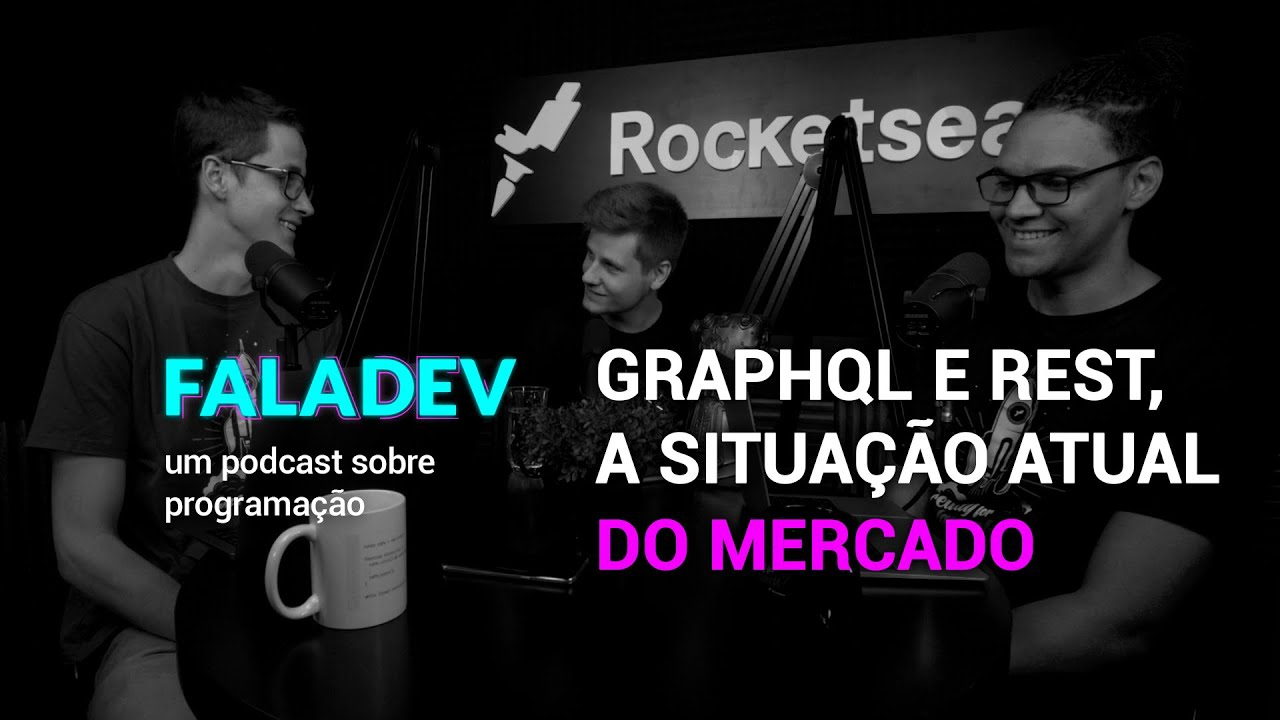 Rocketsea
FALADEV
um podcast sobre
programação
GRAPHQL E REST,
A SITUAÇÃO ATUAL
DO MERCADO